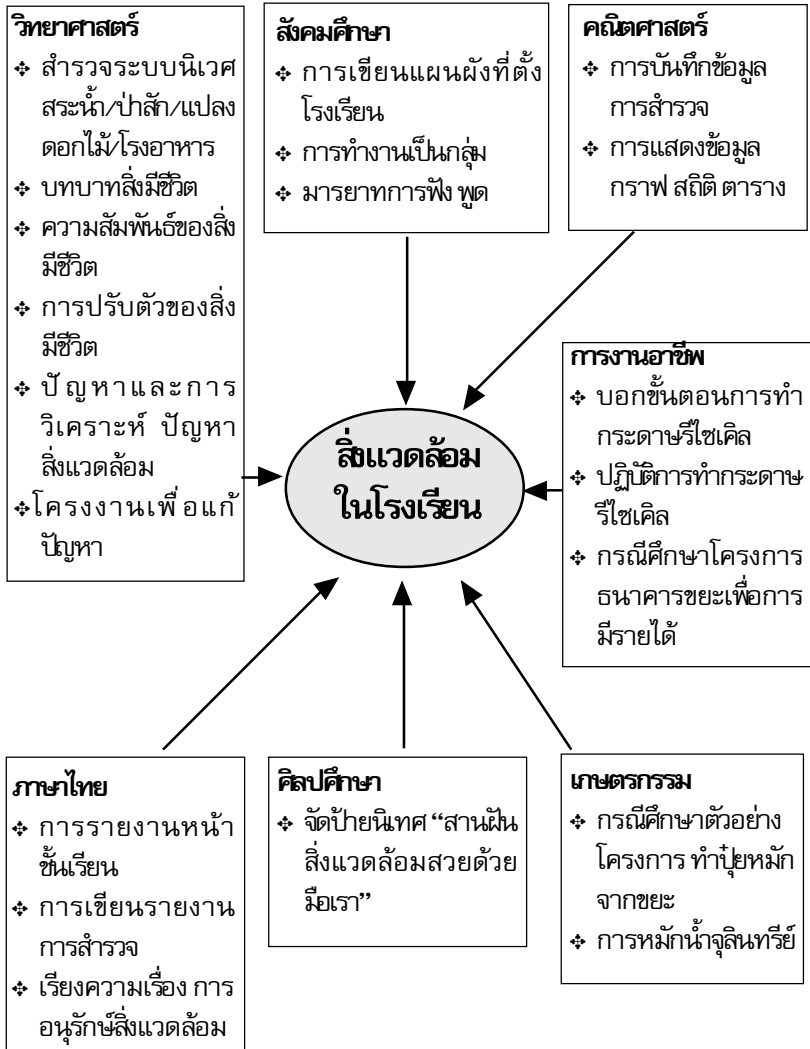 วิทยาศาสตร์
✥ สำรวจระบบนิเวศ
สระน้ำ/ป่าสัก/แปลง
ดอกไม้/โรงอาหาร
✥ บทบาทสิ่งมีชีวิต
✥ ความสัมพันธ์ของสิ่ง
มีชีวิต
✥ การปรับตัวของสิ่ง
มีชีวิต
✥ ปัญหาและการ
วิเคราะห์ ปัญหา
สิ่งแวดล้อม
✥โครงงานเพื่อแก้
ปัญหา
สังคมศึกษา
✥ การเขียนแผนผังที่ตั้ง
โรงเรียน
✥ การทำงานเป็นกลุ่ม
✥ มารยาทการฟัง พูด
คณิตศาสตร์
✥ การบันทึกข้อมูล
การสำรวจ
✥ การแสดงข้อมูล
กราฟ สถิติ ตาราง
สิ่งแวดล้อม
ในโรงเรียน
การงานอาชีพ
✥ บอกขั้นตอนการทำ
กระดาษรีไซเคิล
✥ ปฏิบัติการทำกระดาษ
รีไซเคิล
✥ กรณีศึกษาโครงการ
ธนาคารขยะเพื่อการ
มีรายได้
ภาษาไทย
✥ การรายงานหน้า
ชั้นเรียน
✥ การเขียนรายงาน
การสำรวจ
✥ เรียงความเรื่อง การ
อนุรักษ์สิ่งแวดล้อม
ศิลปศึกษา
✥ จัดป้ายนิเทศ “สานฝัน
สิ่งแวดล้อมสวยด้วย
มือเรา”
เกษตรกรรม
✥ กรณีศึกษาตัวอย่าง
โครงการ ทำปุ๋ยหมัก
จากขยะ
✥ การหมักน้ำจุลินทรีย์